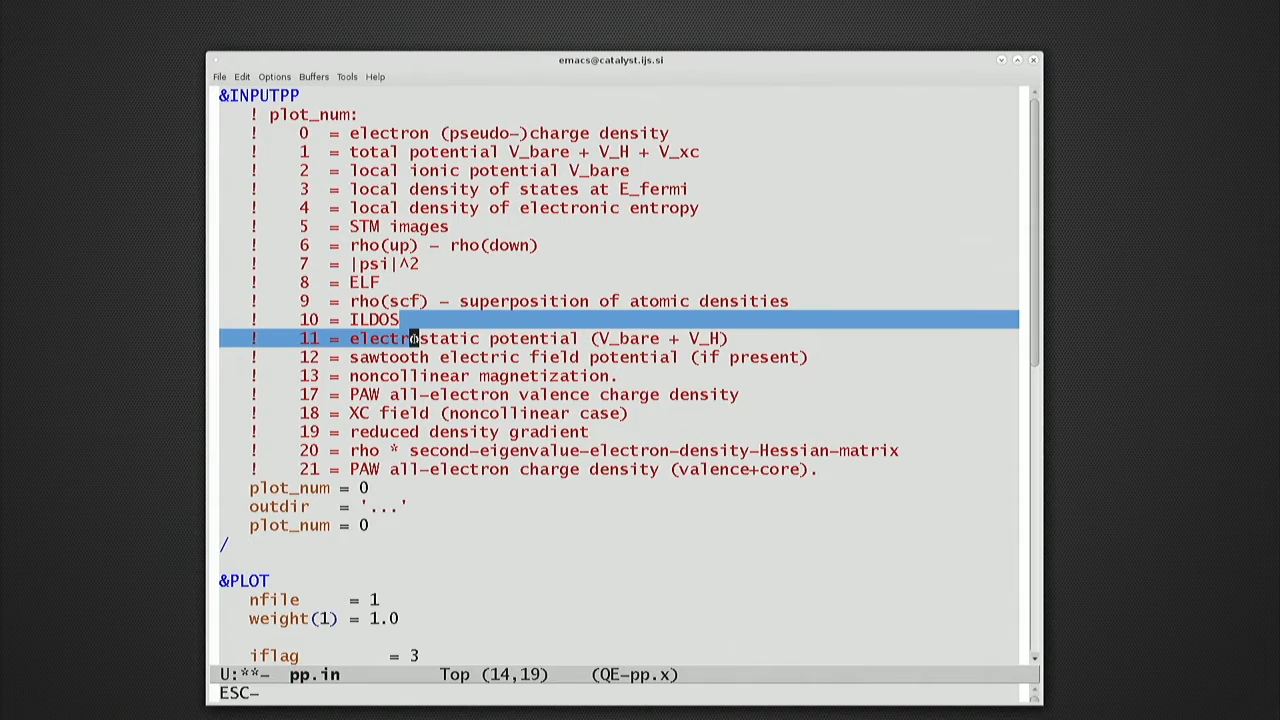 emacs@catalyst.ijs.si
File Edit Options Buffers Tools Help
&INPUTPP
! plot_num:
! 0 = electron (pseudo-)charge density
! 1 = total potential V_bare + V_H + V_xc
! 2 = local ionic potential V_bare
! 3 = local density of states at E_fermi
! 4 = local density of electronic entropy
! 5 = STM images
! 6 = rho(up) - rho(down)
! 7 = |psi|^2
! 8 = ELF
! 9 = rho(scf) - superposition of atomic densities
! 10 = ILDOS
! 11 = electrostatic potential (V_bare + V_H)
! 12 = sawtooth electric field potential (if present)
! 13 = noncollinear magnetization.
! 17 = PAW all-electron valence charge density
! 18 = XC field (noncollinear case)
! 19 = reduced density gradient
! 20 = rho * second-eigenvalue-electron-density-Hessian-matrix
! 21 = PAW all-electron charge density (valence+core).
plot_num = 0
outdir = '...'
plot_num = 0
/
&PLOT
nfile = 1
weight(1) = 1.0
iflag = 3
U:**- pp.in Top (14,19) (QE-pp.x)
ESC-